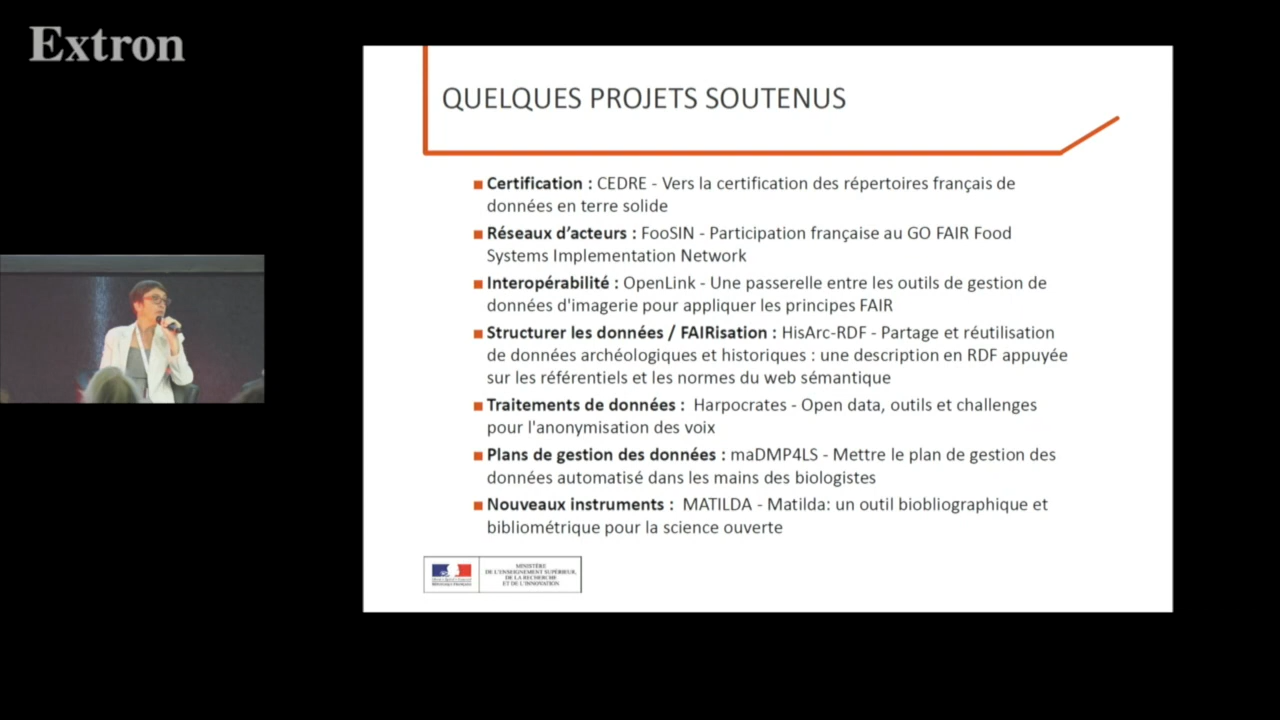 Extron
QUELQUES PROJETS SOUTENUS
Certification : CEDRE - Vers la certification des répertoires français de
données en terre solide
Réseaux d'acteurs : FooSIN - Participation française au GO FAIR Food
Systems Implementation Network
Interopérabilité : OpenLink - Une passerelle entre les outils de gestion de
données d'imagerie pour appliquer les principes FAIR
Structurer les données / FAIRisation : HisArc-RDF - Partage et réutilisation
de données archéologiques et historiques : une description en RDF appuyée
sur les référentiels et les normes du web sémantique
Traitements de données : Harpocrates - Open data, outils et challenges
pour l'anonymisation des voix
Plans de gestion des données : maDMP4LS - Mettre le plan de gestion des
données automatisé dans les mains des biologistes
Nouveaux instruments : MATILDA - Matilda: un outil biobliographique et
bibliométrique pour la science ouverte
MINISTÈRE
DE L'ENSEIGNEMENT SUPÉRIEUR,
DE LA RECHERCHE
ET DE L'INNOVATION